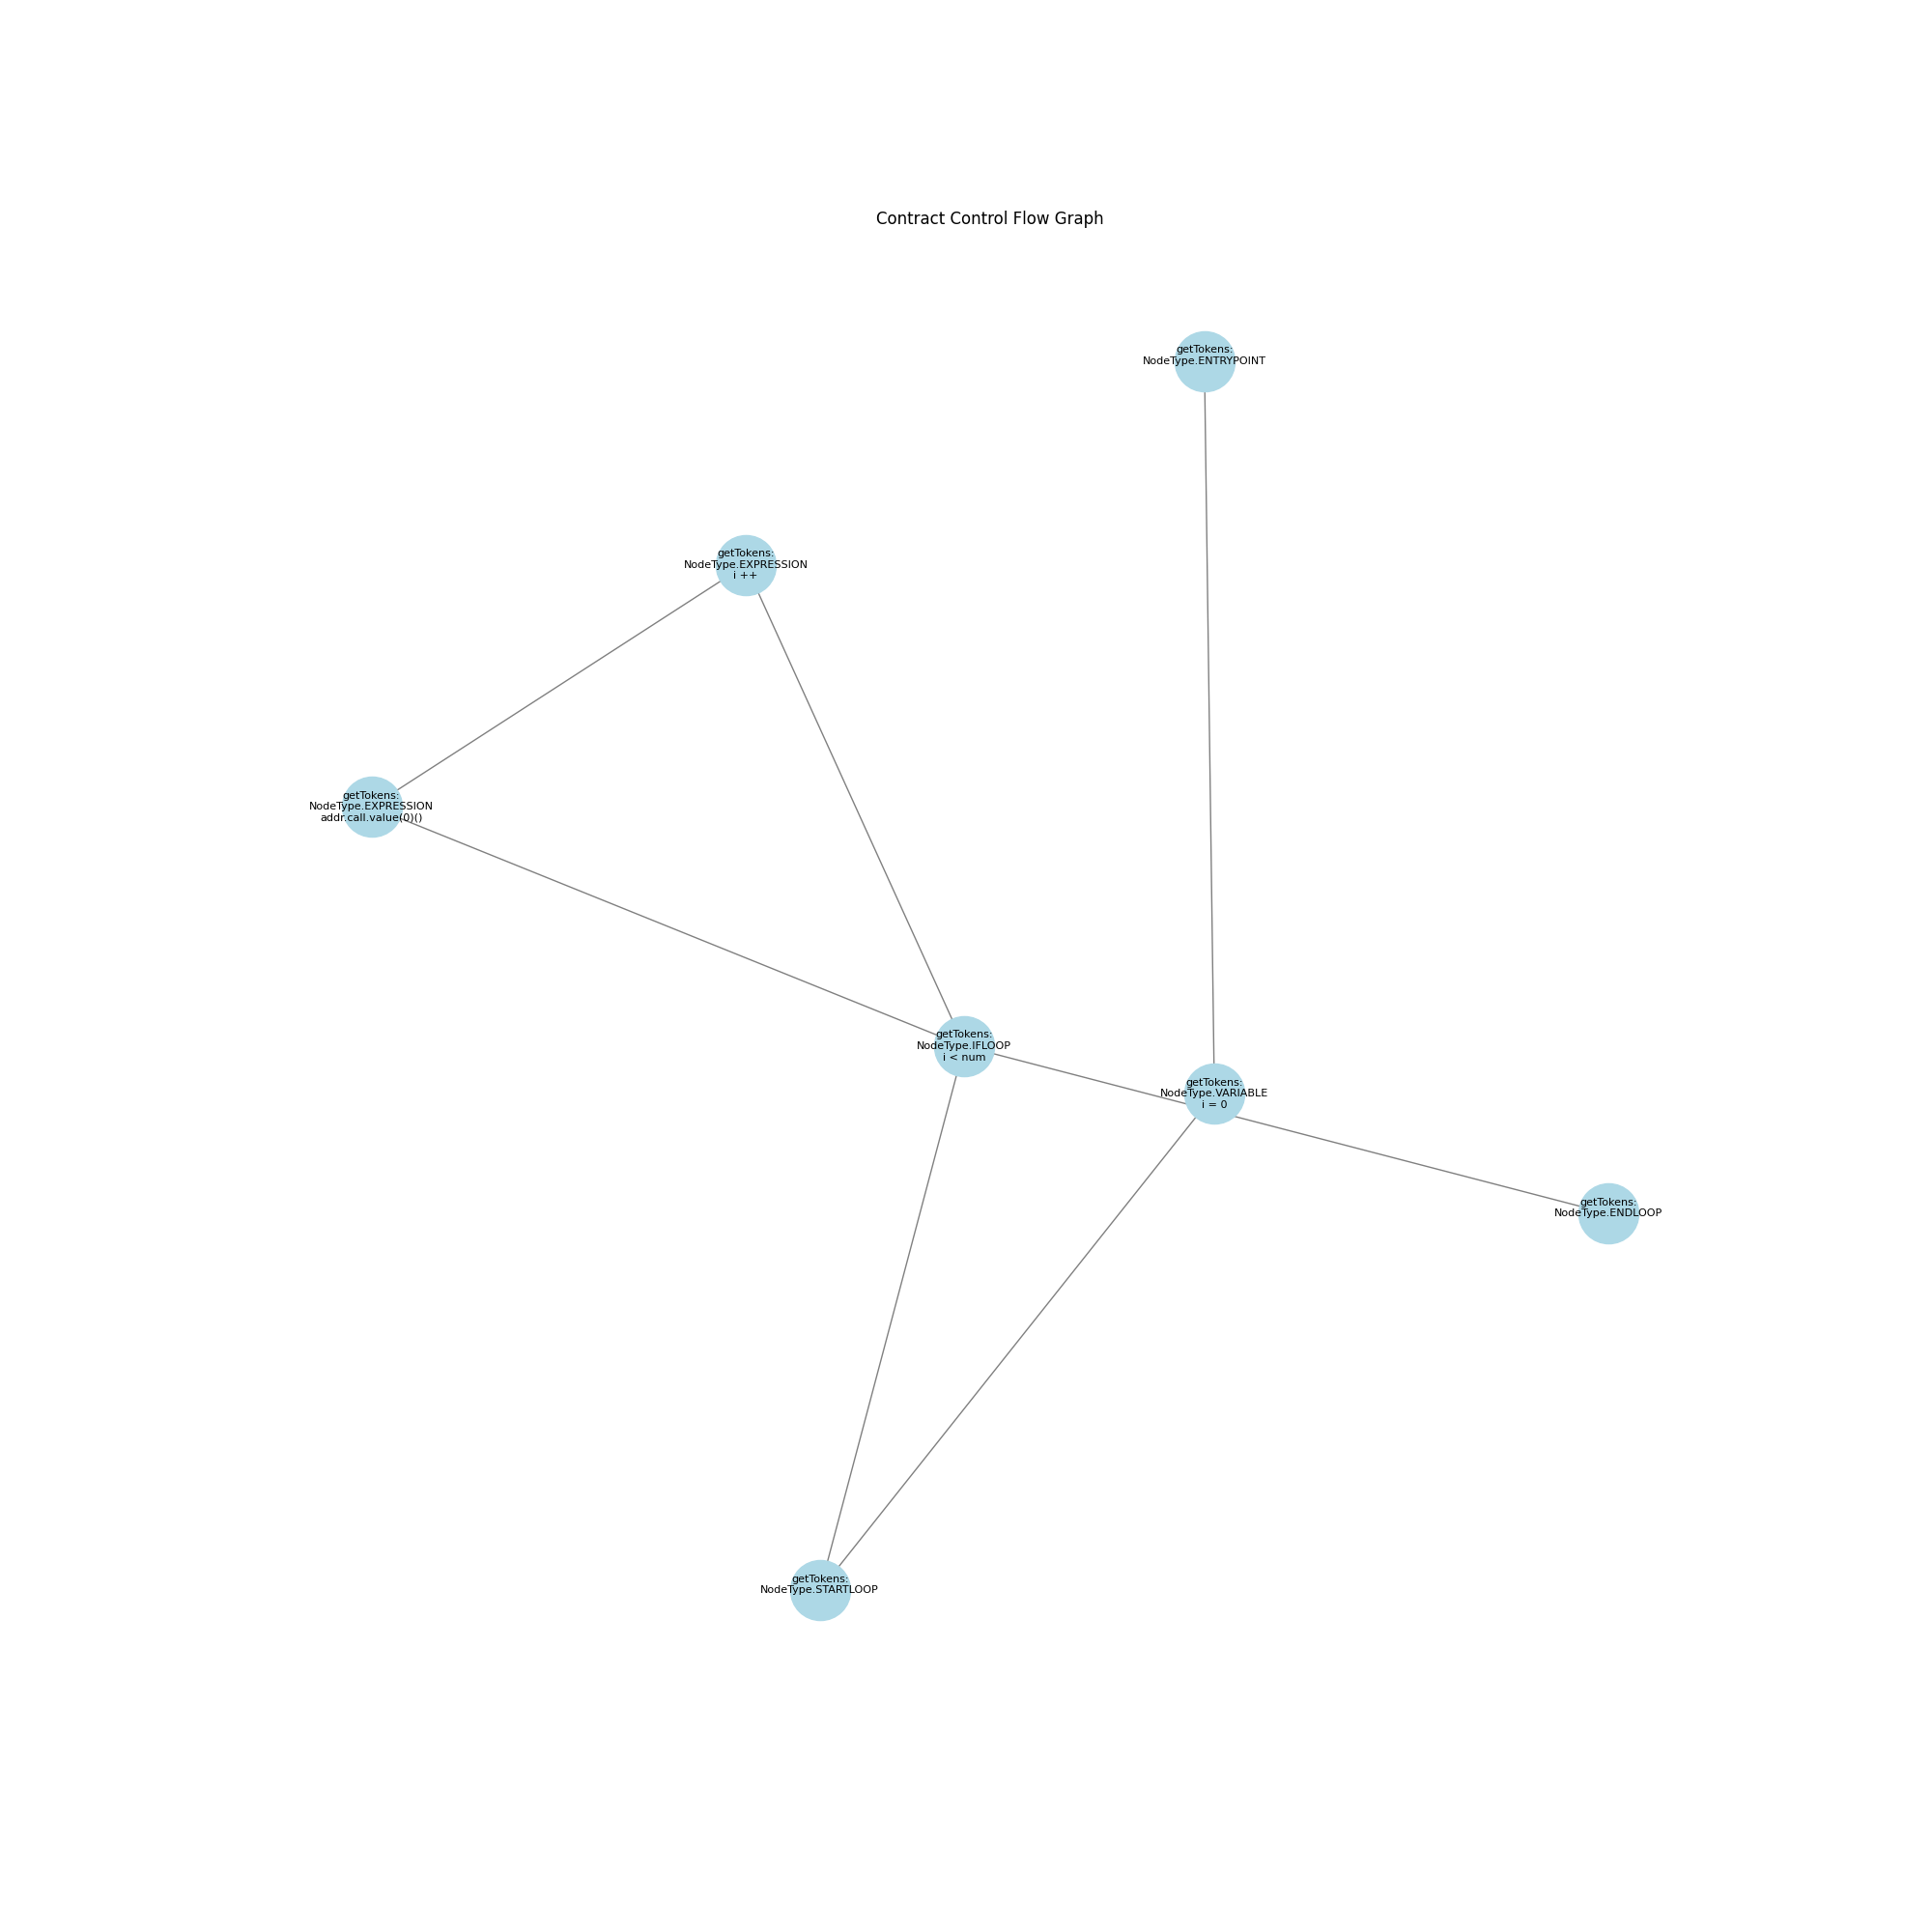 Contract Control Flow Graph
getTokens:
NodeType.ENTRYPOINT
getTokens:
NodeType.EXPRESSION
i ++
getTokens:
NodeType.EXPRESSION
addr.call.value(0)()
getTokens:
NodeType.IFLOOP
i < num
getTokens:
NodeType.VARIABLE
i = 0
getTokens:
NodeType.ENDLOOP
getTokens:
NodeType.STARTLOOP